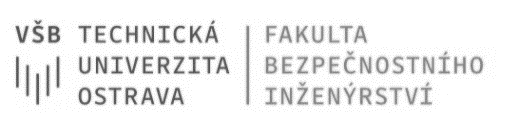 VŠB TECHNICKÁ
UNIVERZITA
OSTRAVA
FAKULTA
BEZPEČNOSTNÍHO
INŽENÝRSTVÍ